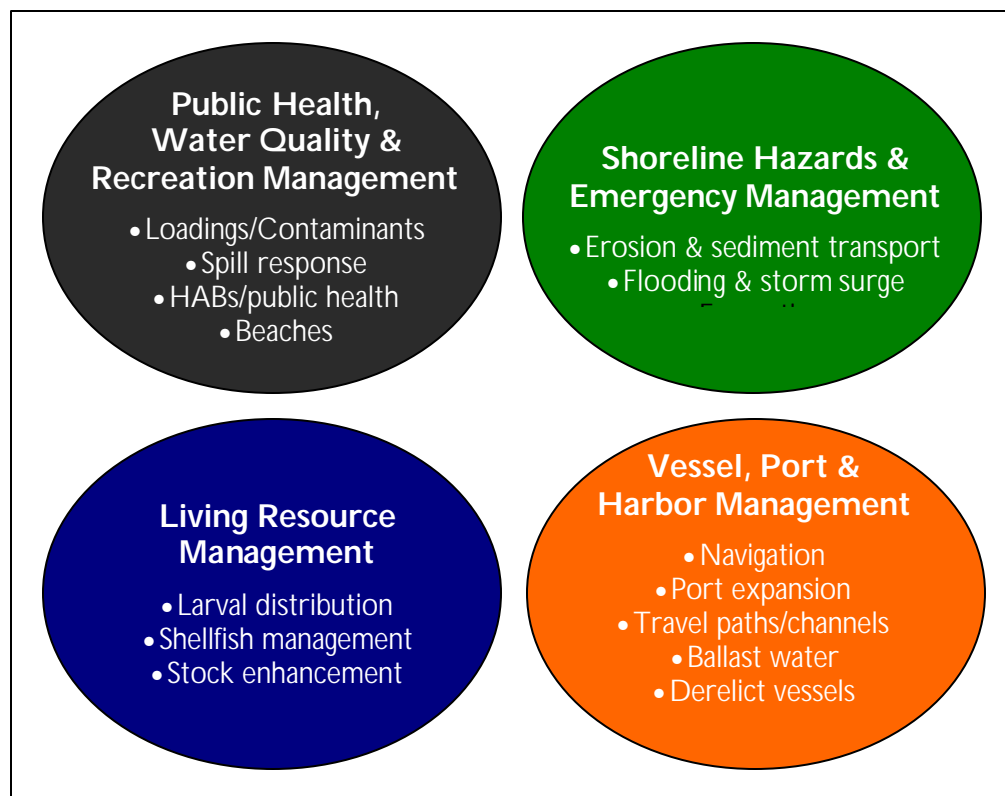 Public Health,
Water Quality &
Recreation Management
• Loadings/Contaminants
• Spill response
• HABs/public health
• Beaches
Shoreline Hazards &
Emergency Management
• Erosion & sediment transport
• Flooding & storm surge
Living Resource
Management
• Larval distribution
• Shellfish management
• Stock enhancement
Vessel, Port &
Harbor Management
• Navigation
• Port expansion
• Travel paths/channels
• Ballast water
• Derelict vessels